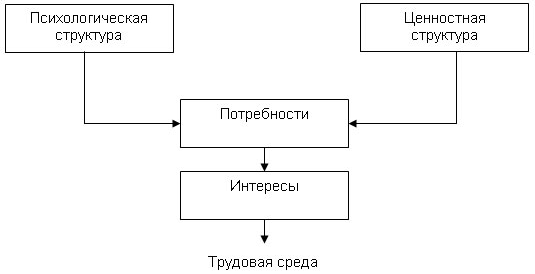 Психологическая
структура
Ценностная
структура
Потребности
Интересы
Трудовая среда